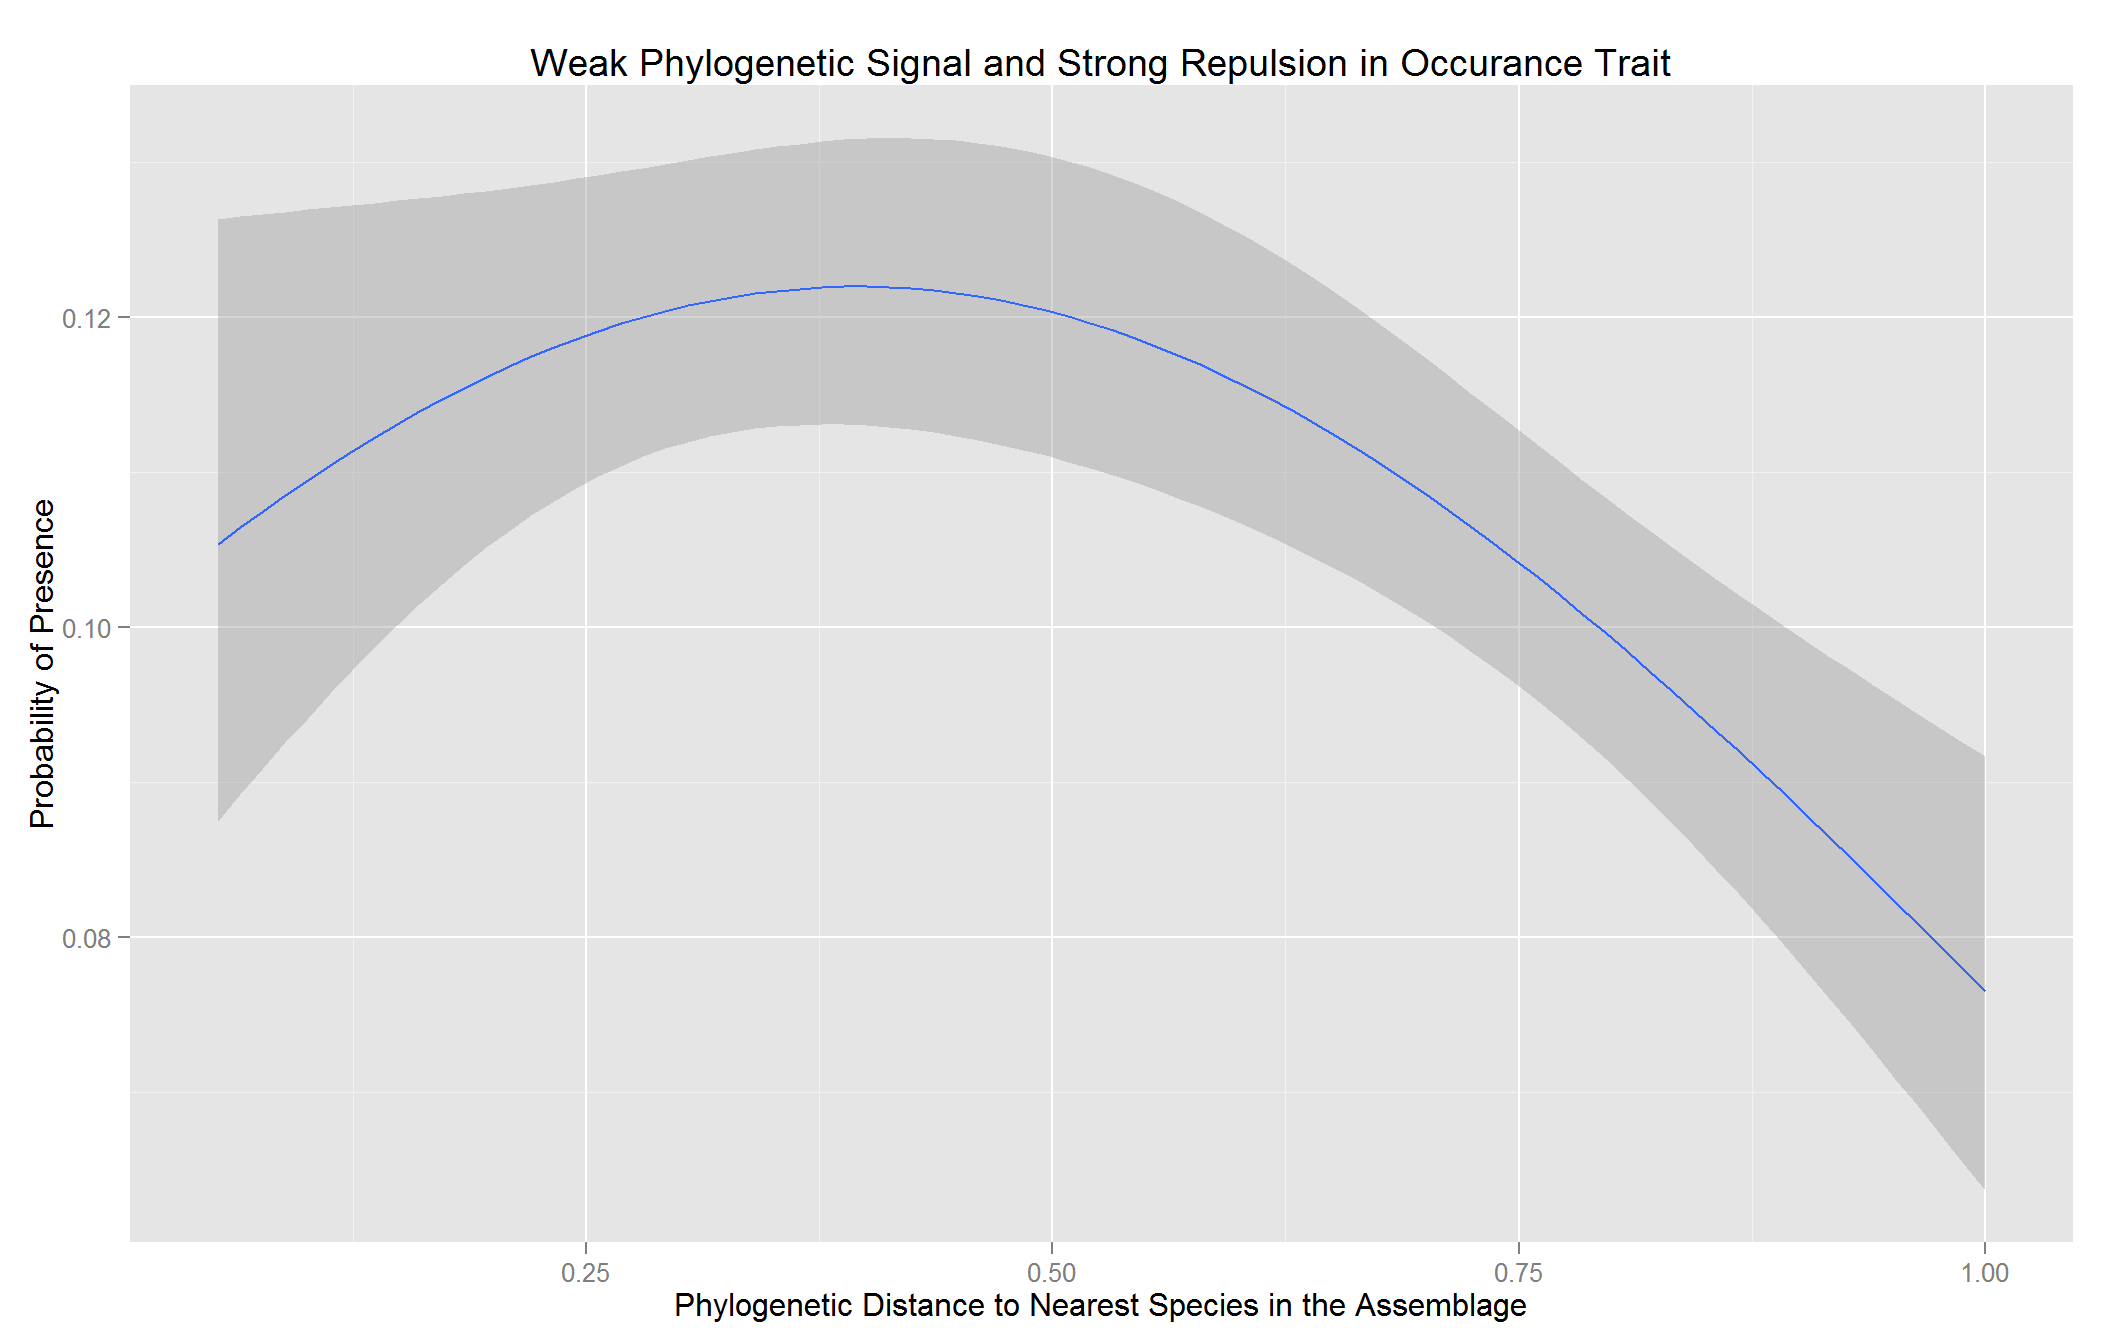 Weak Phylogenetic Signal and Strong Repulsion in Occurance Trait
Probability of Presence
0.12
0.10
0.08
0.25 0.50 0.75 1.00
Phylogenetic Distance to Nearest Species in the Assemblage